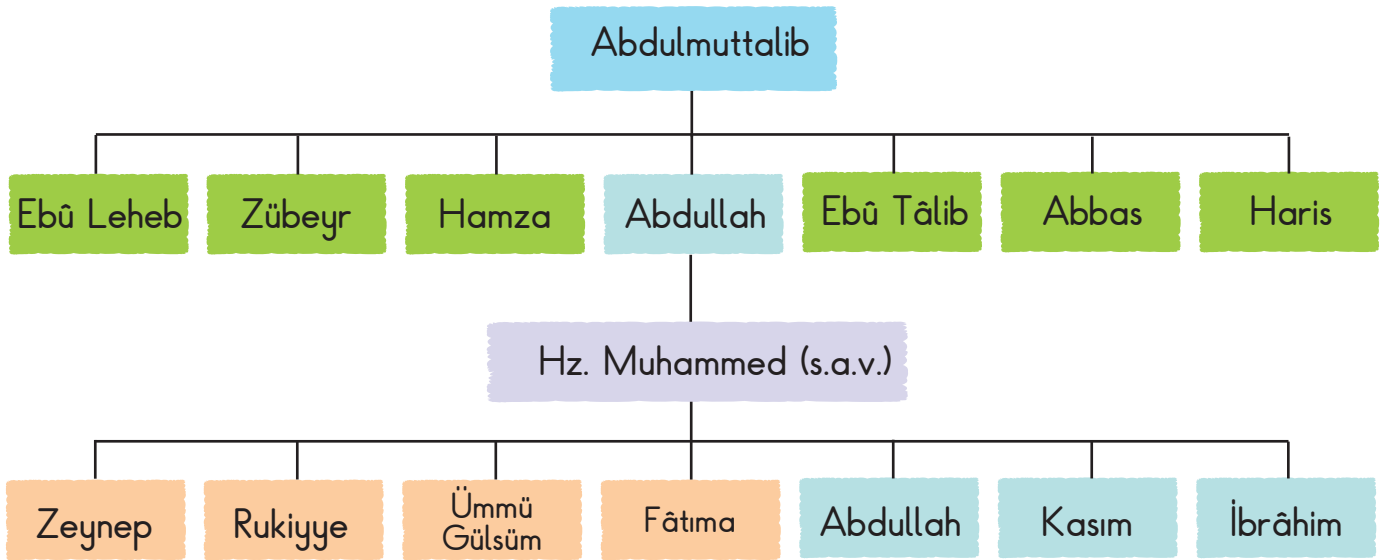 Abdulmuttalib
Ebû Leheb
Zübeyr
Hamza
Abdullah
Ebû Tâlib
Abbas
Haris
Hz. Muhammed (s.a.v.)
Zeynep
Rukiyye
Ümmü
Gülsüm
Fâtıma
Abdullah
Kasım
İbrâhim